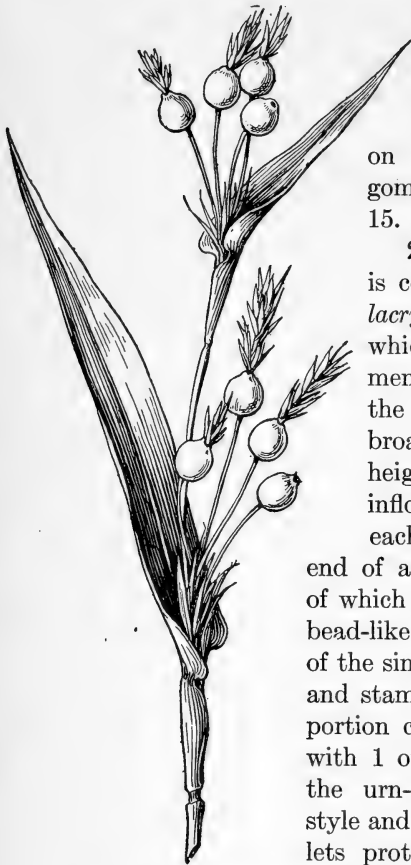 on
gom
15.
2
is c
lacr
whic
men
the
broa
heig
inflo
each
end of a
of which
bead-like
of the sin
and stam
portion c
with 1 o
the urn-
style and
lets prot